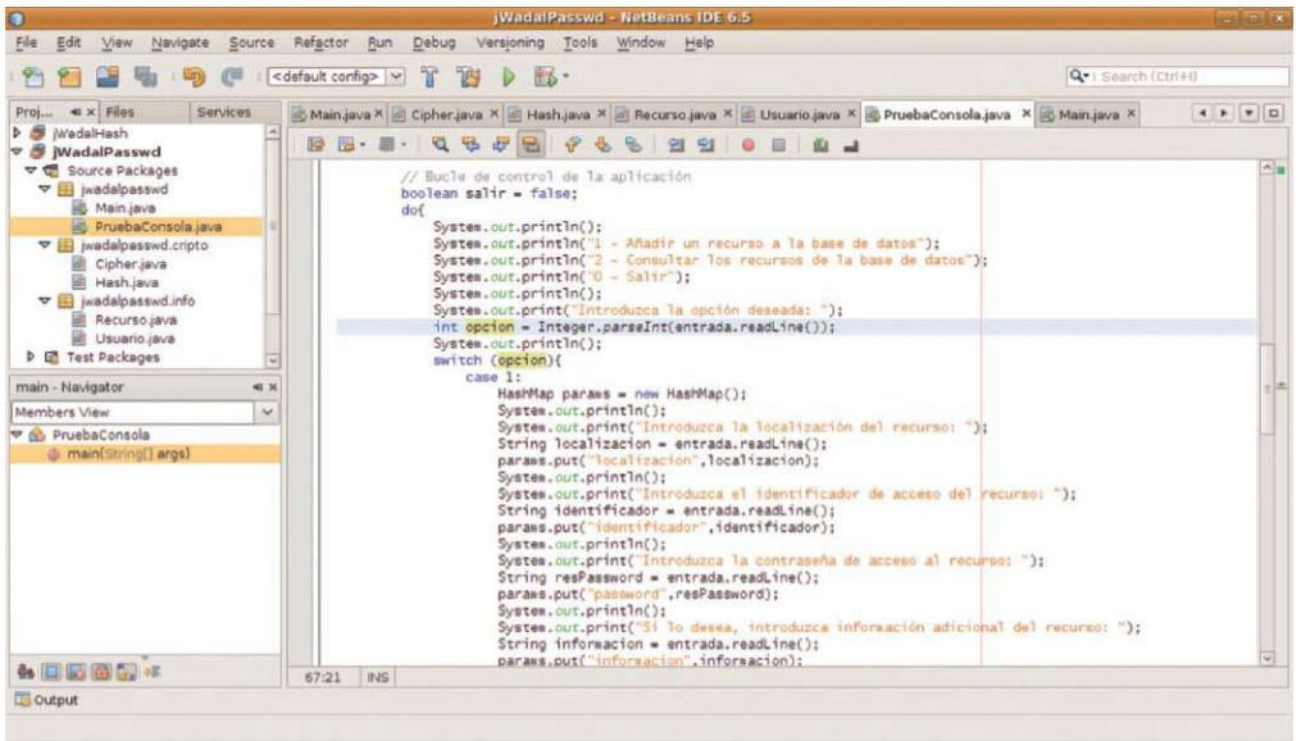 jWadalPasswd - NetBeans IDE 6.5
File Edit View Navigate Source Refactor Run Debug Versioning Tools Window Help
<default config>
Search (Ctrl+I)
Proj... Files Services
Main.java Cipher.java Hash.java Recurso.java Usuario.java PruebaConsola.java Main.java
jWadalHash
jWadalPasswd
Source Packages
jwadalpasswd
Main.java
PruebaConsola.java
jwadalpasswd.cripto
Cipher.java
Hash.java
jwadalpasswd.info
Recurso.java
Usuario.java
Test Packages
main - Navigator
Members View
PruebaConsola
main(String[] args)
// Bucle de control de la aplicación
boolean salir = false;
do{
System.out.println();
System.out.println("1 - Añadir un recurso a la base de datos");
System.out.println("2 - Consultar los recursos de la base de datos");
System.out.println("0 - Salir");
System.out.println();
System.out.print("Introduzca la opción deseada: ");
int opcion = Integer.parseInt(entrada.readLine());
System.out.println();
switch (opcion){
case 1:
HashMap params = new HashMap();
System.out.println();
System.out.print("Introduzca la localización del recurso: ");
String localizacion = entrada.readLine();
params.put("localizacion",localizacion);
System.out.println();
System.out.print("Introduzca el identificador de acceso del recurso: ");
String identificador = entrada.readLine();
params.put("identificador",identificador);
System.out.println();
System.out.print("Introduzca la contraseña de acceso al recurso: ");
String resPassword = entrada.readLine();
params.put("password",resPassword);
System.out.println();
System.out.print("Si lo desea, introduzca información adicional del recurso: ");
String informacion = entrada.readLine();
params.put("informacion",informacion);
67:21 INS
Output